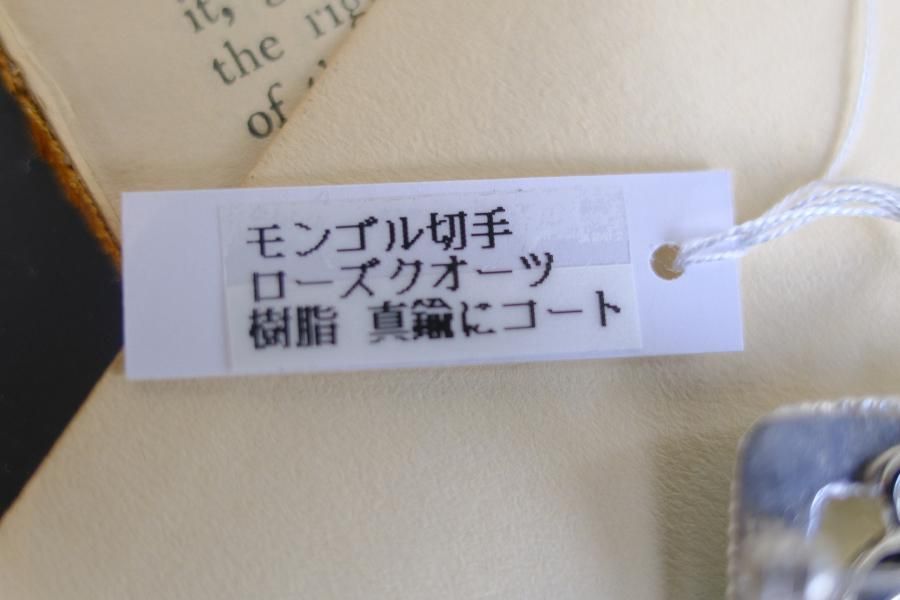 it,
the rig
of
モンゴル切手
ローズクオーツ
樹脂 真鍮にコート